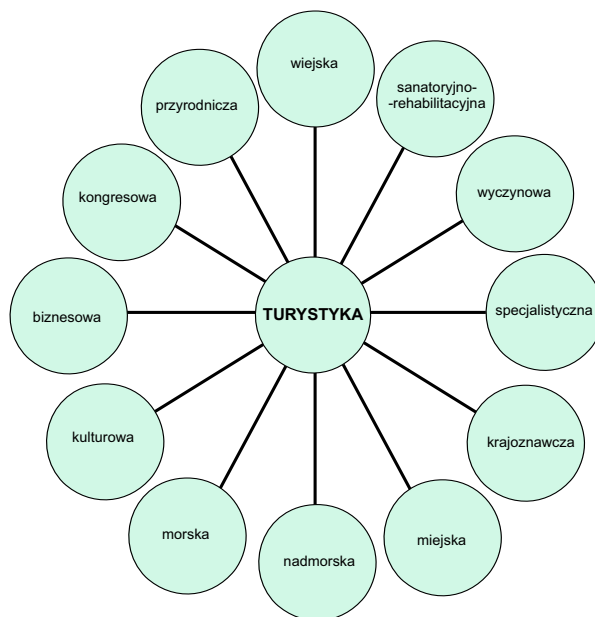 wiejska
sanatoryjno-
-rehabilitacyjna
przyrodnicza
wyczynowa
kongresowa
specjalistyczna
TURYSTYKA
biznesowa
krajoznawcza
kulturowa
miejska
morska
nadmorska